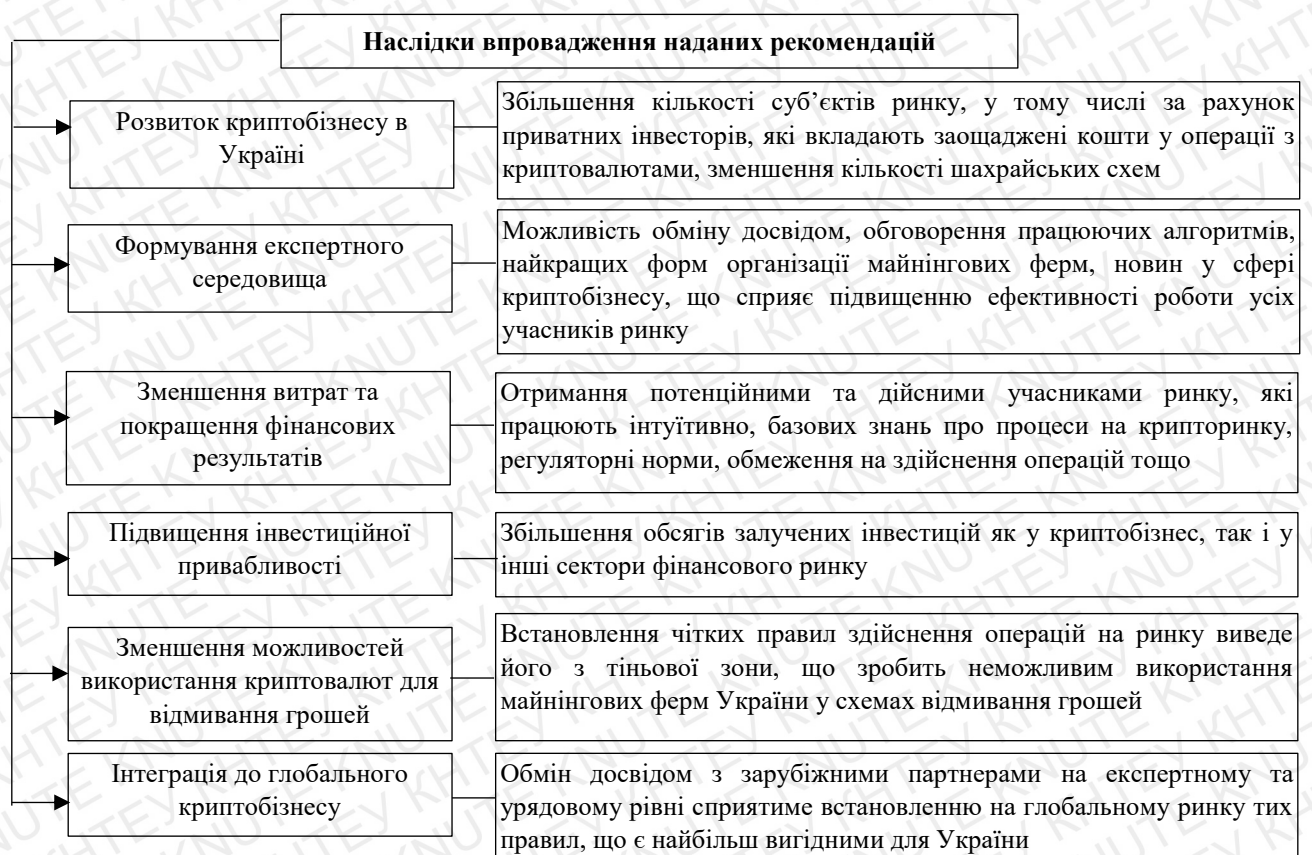 Наслідки впровадження наданих рекомендацій
Розвиток криптобізнесу в
Україні
Збільшення кількості суб’єктів ринку, у тому числі за рахунок
приватних інвесторів, які вкладають заощаджені кошти у операції з
криптовалютами, зменшення кількості шахрайських схем
Формування експертного
середовища
Можливість обміну досвідом, обговорення працюючих алгоритмів,
найкращих форм організації майнінгових ферм, новин у сфері
криптобізнесу, що сприяє підвищенню ефективності роботи усіх
учасників ринку
Зменшення витрат та
покращення фінансових
результатів
Отримання потенційними та дійсними учасниками ринку, які
працюють інтуїтивно, базових знань про процеси на крипторинку,
регуляторні норми, обмеження на здійснення операцій тощо
Підвищення інвестиційної
привабливості
Збільшення обсягів залучених інвестицій як у криптобізнес, так і у
інші сектори фінансового ринку
Зменшення можливостей
використання криптовалют для
відмивання грошей
Встановлення чітких правил здійснення операцій на ринку виведе
його з тіньової зони, що зробить неможливим використання
майнінгових ферм України у схемах відмивання грошей
Інтеграція до глобального
криптобізнесу
Обмін досвідом з зарубіжними партнерами на експертному та
урядовому рівні сприятиме встановленню на глобальному ринку тих
правил, що є найбільш вигідними для України